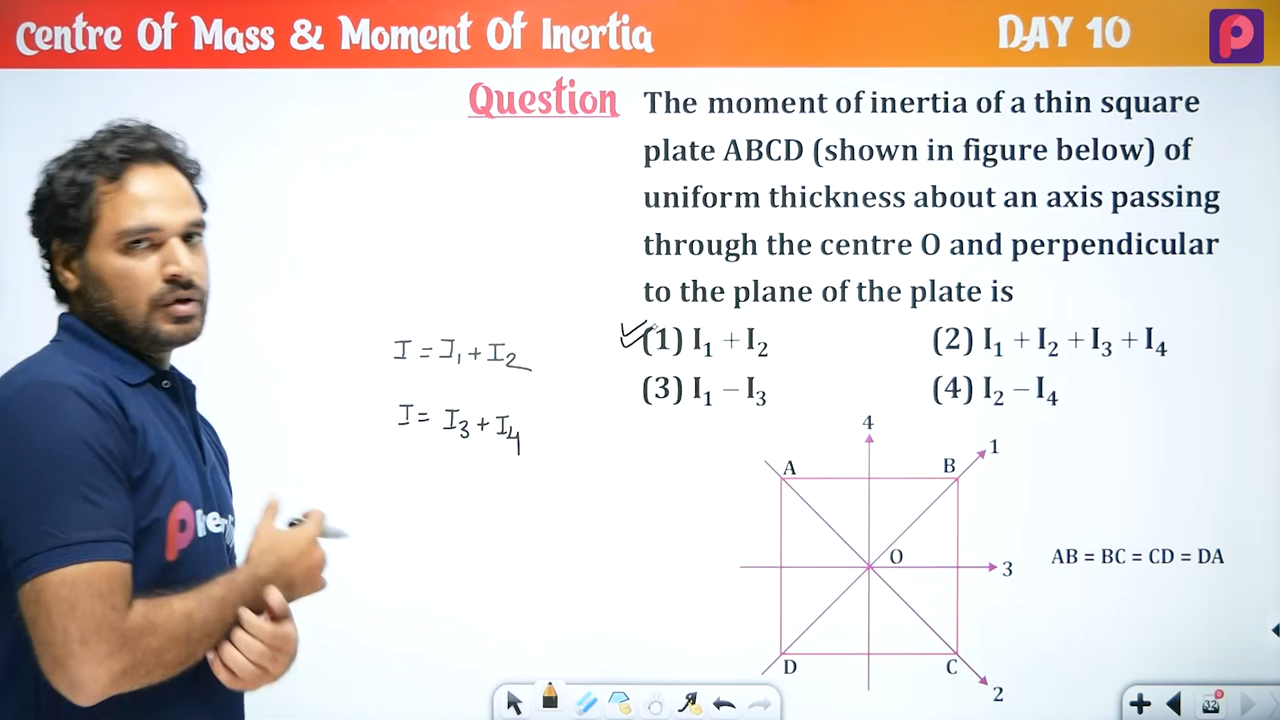 Centre Of Mass & Moment Of Inertia
DAY 10
Question
The moment of inertia of a thin square
plate ABCD (shown in figure below) of
uniform thickness about an axis passing
through the centre O and perpendicular
to the plane of the plate is
(1) I₁ + I₂
(2) I₁ + I₂ + I₃ + I₄
(3) I₁ – I₃
(4) I₂ – I₄
I = I₁ + I₂
I = I₃ + I₄
4
A
B
1
O
3
AB = BC = CD = DA
D
C
2
32